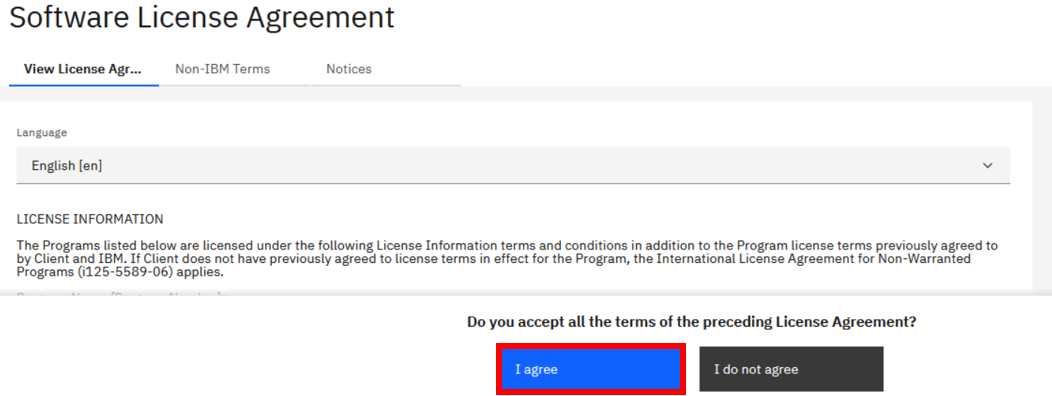 Software License Agreement
View License Agr... Non-IBM Terms Notices
Language
English [en]
LICENSE INFORMATION
The Programs listed below are licensed under the following License Information terms and conditions in addition to the Program license terms previously agreed to
by Client and IBM. If Client does not have previously agreed to license terms in effect for the Program, the International License Agreement for Non-Warranted
Programs (i125-5589-06) applies.
Do you accept all the terms of the preceding License Agreement?
I agree I do not agree